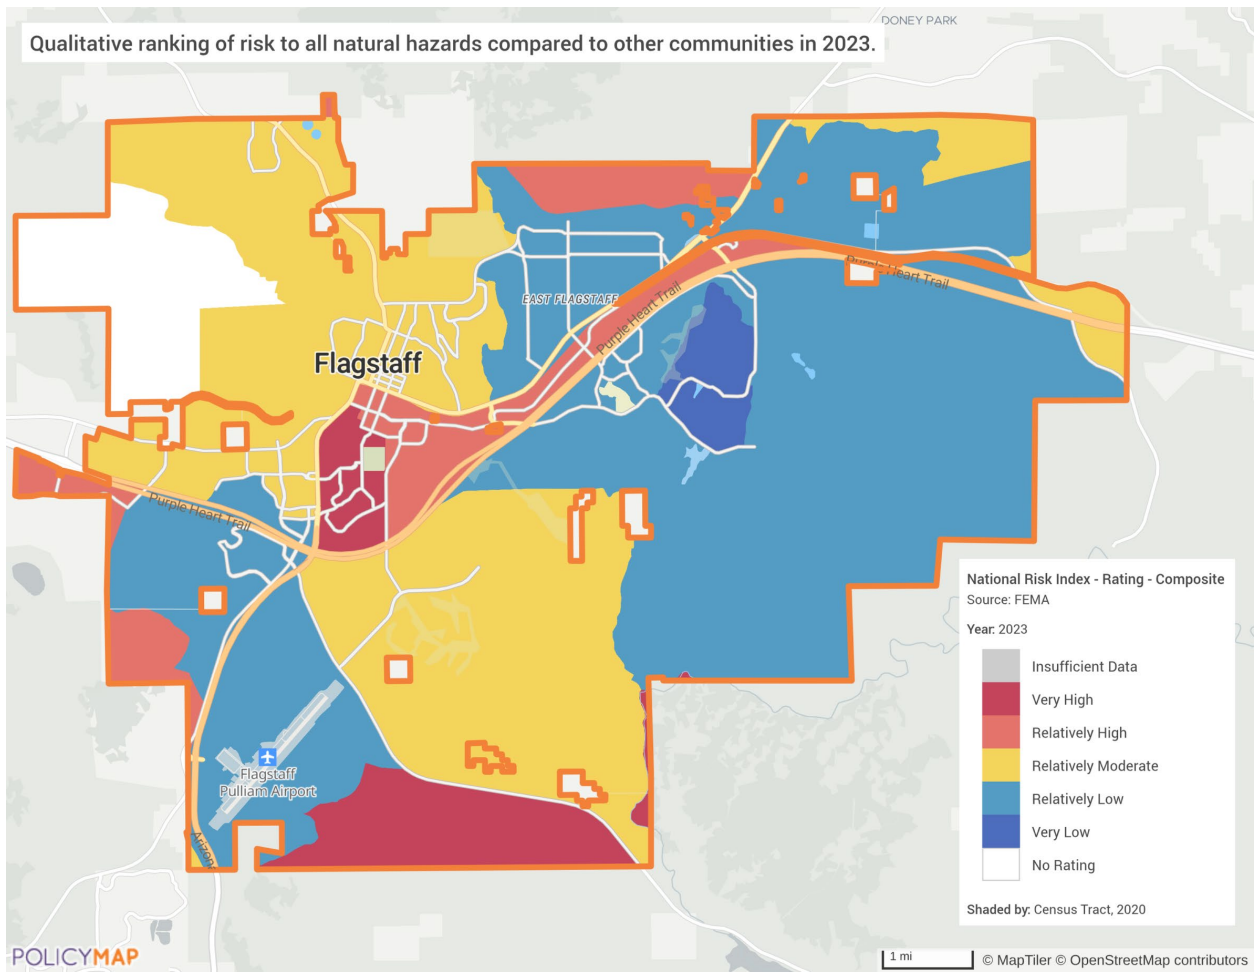 DONEY PARK
Qualitative ranking of risk to all natural hazards compared to other communities in 2023.
Purple Heart Trail
EAST FLAGSTAFF
Purple Heart Trail
Flagstaff
Purple Heart Trail
National Risk Index - Rating - Composite
Source: FEMA
Year: 2023
Insufficient Data
Very High
Relatively High
Relatively Moderate
Relatively Low
Very Low
No Rating
Shaded by: Census Tract, 2020
Flagstaff
Pulliam Airport
Arizona
POLICYMAP
1 mi
© MapTiler © OpenStreetMap contributors